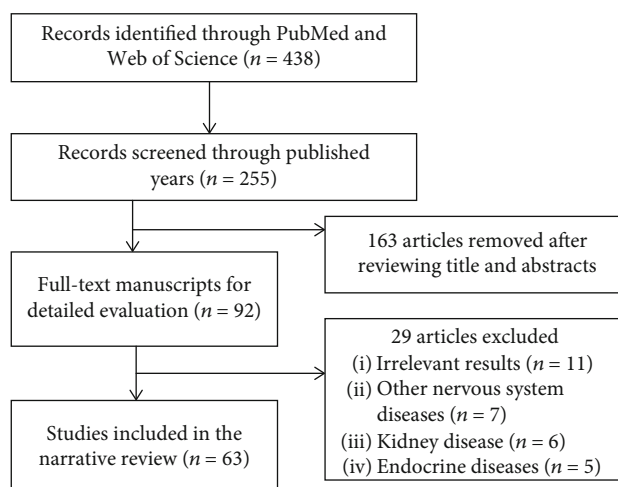 Records identified through PubMed and
Web of Science (n = 438)
Records screened through published
years (n = 255)
163 articles removed after
reviewing title and abstracts
Full-text manuscripts for
detailed evaluation (n = 92)
29 articles excluded
(i) Irrelevant results (n = 11)
(ii) Other nervous system
diseases (n = 7)
(iii) Kidney disease (n = 6)
(iv) Endocrine diseases (n = 5)
Studies included in the
narrative review (n = 63)